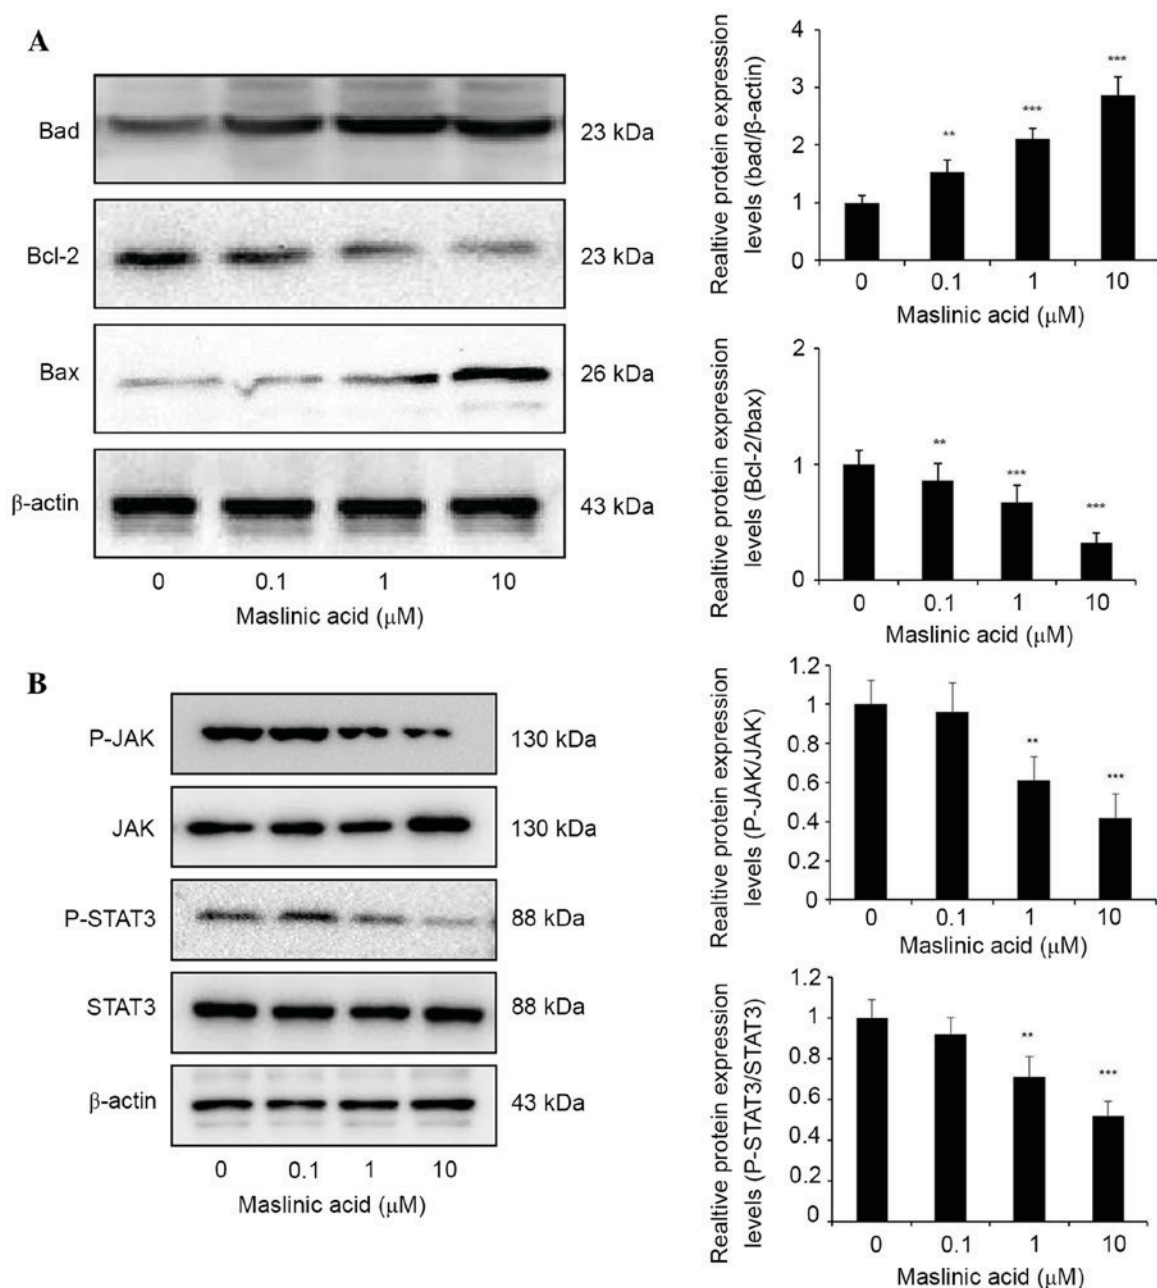 A
Bad
23 kDa
Bcl-2
23 kDa
Bax
26 kDa
β-actin
43 kDa
0 0.1 1 10
Maslinic acid (μM)
Realtive protein expression
levels (bad/β-actin)
4
3
2
1
0
** *** ***
0 0.1 1 10
Maslinic acid (μM)
Realtive protein expression
levels (Bcl-2/bax)
2
1
0
** *** ***
0 0.1 1 10
Maslinic acid (μM)
B
P-JAK
130 kDa
JAK
130 kDa
P-STAT3
88 kDa
STAT3
88 kDa
β-actin
43 kDa
0 0.1 1 10
Maslinic acid (μM)
Realtive protein expression
levels (P-JAK/JAK)
1.2
1
0.8
0.6
0.4
0.2
0
** ***
0 0.1 1 10
Maslinic acid (μM)
Realtive protein expression
levels (P-STAT3/STAT3)
1.2
1
0.8
0.6
0.4
0.2
0
** ***
0 0.1 1 10
Maslinic acid (μM)